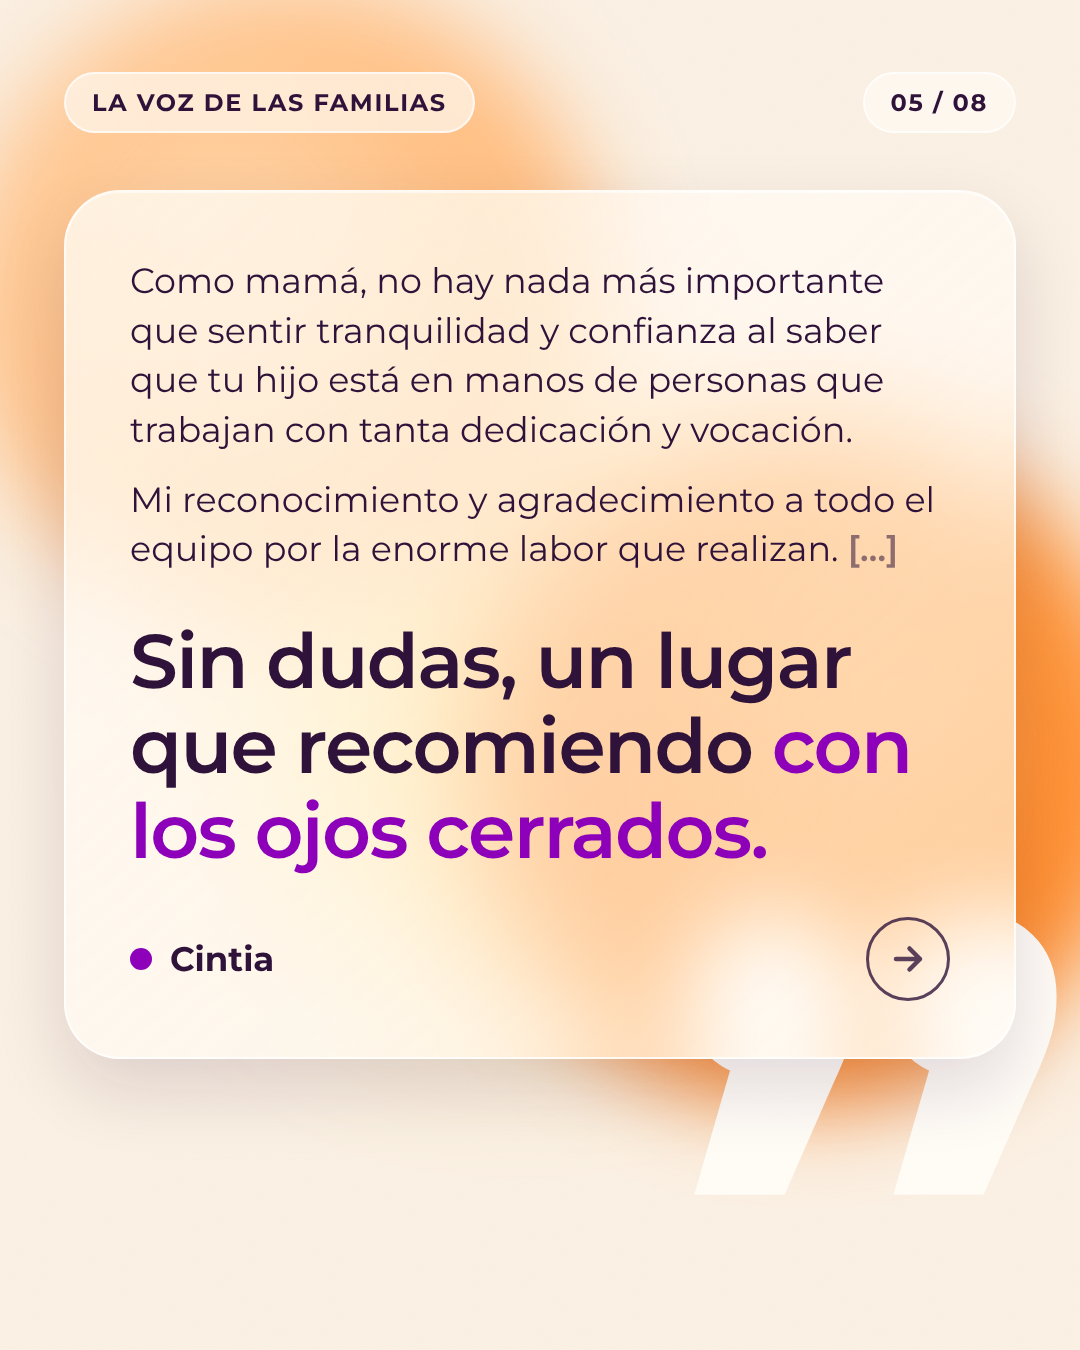 LA VOZ DE LAS FAMILIAS
05 / 08
Como mamá, no hay nada más importante
que sentir tranquilidad y confianza al saber
que tu hijo está en manos de personas que
trabajan con tanta dedicación y vocación.
Mi reconocimiento y agradecimiento a todo el
equipo por la enorme labor que realizan. [...]
Sin dudas, un lugar
que recomiendo con
los ojos cerrados.
Cintia